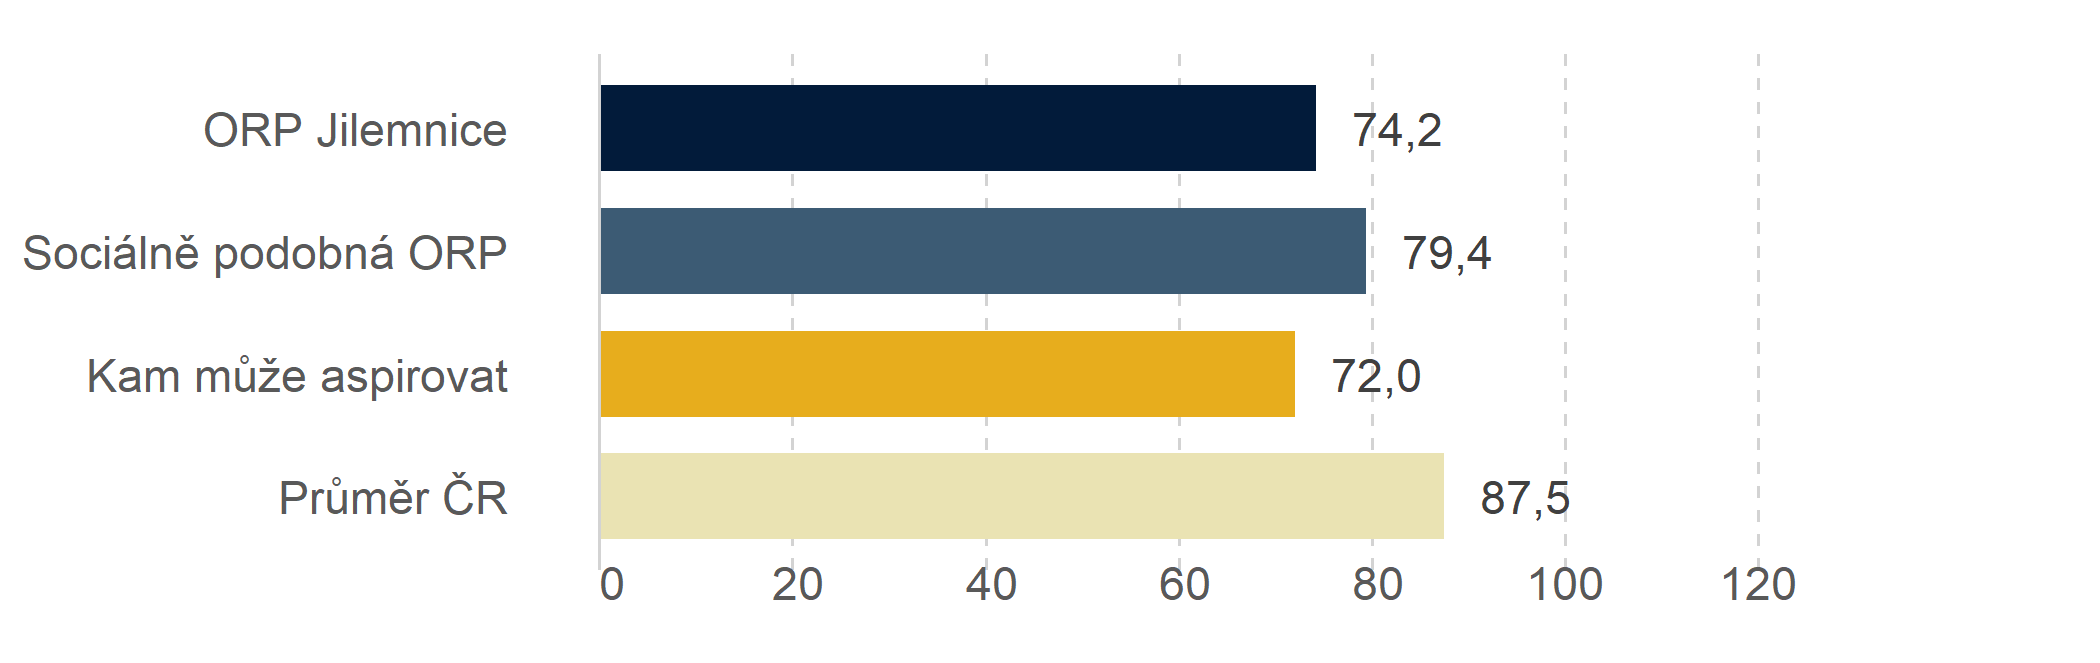 ORP Jilemnice
74,2
Sociálně podobná ORP
79,4
Kam může aspirovat
72,0
Průměr ČR
87,5
0 20 40 60 80 100 120